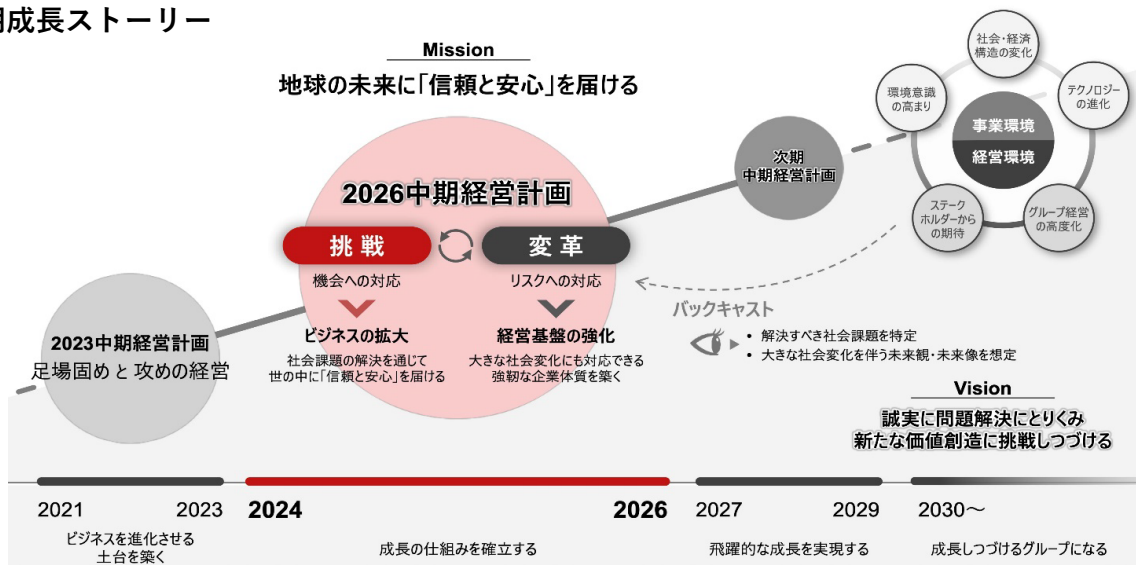 期成長ストーリー
Mission
地球の未来に「信頼と安心」を届ける
社会・経済
構造の変化
環境意識
の高まり
テクノロジー
の進化
事業環境
経営環境
ステーク
ホルダーから
の期待
グループ経営
の高度化
次期
中期経営計画
2026中期経営計画
挑戦
変革
機会への対応
リスクへの対応
ビジネスの拡大
経営基盤の強化
社会課題の解決を通じて
世の中に「信頼と安心」を届ける
大きな社会変化にも対応できる
強靭な企業体質を築く
2023中期経営計画
足場固めと攻めの経営
バックキャスト
• 解決すべき社会課題を特定
• 大きな社会変化を伴う未来観・未来像を想定
Vision
誠実に問題解決にとりくみ
新たな価値創造に挑戦しつづける
2021 2023 2024 2026 2027 2029 2030～
ビジネスを進化させる
土台を築く
成長の仕組みを確立する
飛躍的な成長を実現する
成長しつづけるグループになる